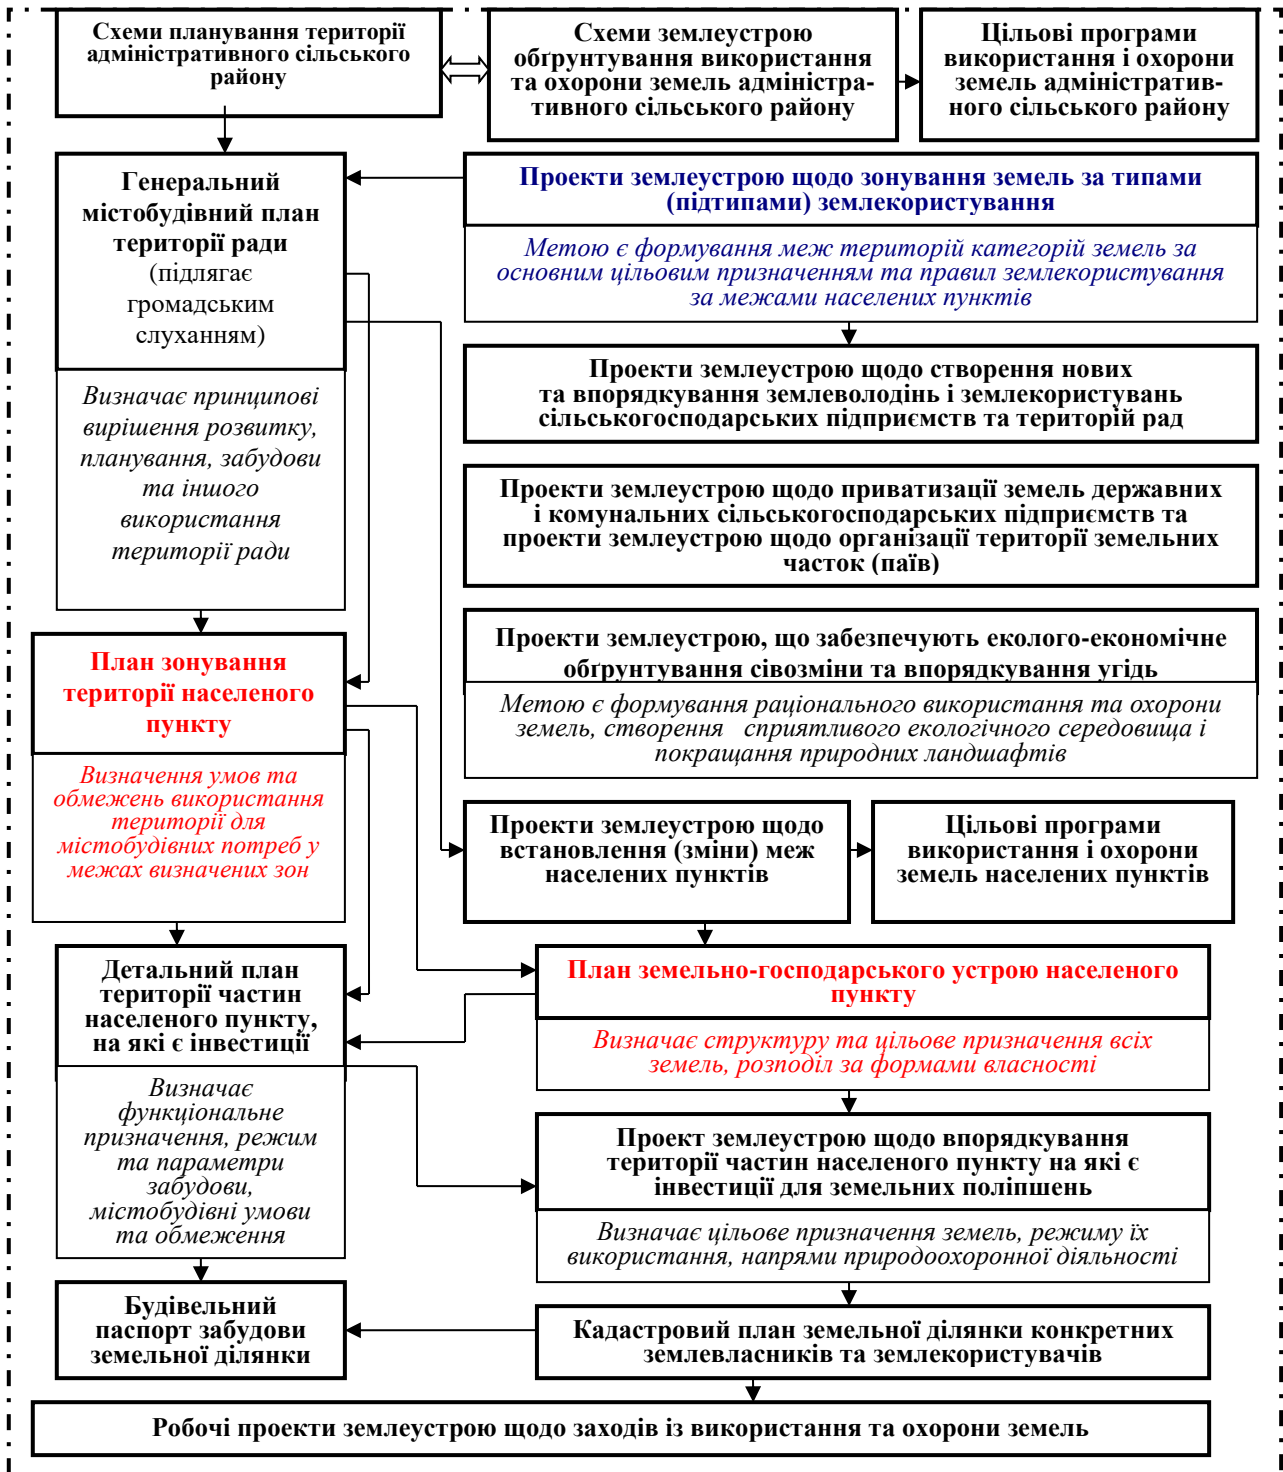 Схеми планування території
адміністративного сільського
району
Схеми землеустрою
обґрунтування використання
та охорони земель адміністра-
тивного сільського району
Цільові програми
використання і охорони
земель адміністратив-
ного сільського району
Генеральний
містобудівний план
території ради
(підлягає
громадським
слуханням)
Визначає принципові
вирішення розвитку,
планування, забудови
та іншого
використання
території ради
Проекти землеустрою щодо зонування земель за типами
(підтипами) землекористування
Метою є формування меж територій категорій земель за
основним цільовим призначенням та правил землекористування
за межами населених пунктів
Проекти землеустрою щодо створення нових
та впорядкування землеволодінь і землекористувань
сільськогосподарських підприємств та територій рад
Проекти землеустрою щодо приватизації земель державних
і комунальних сільськогосподарських підприємств та
проекти землеустрою щодо організації території земельних
часток (паїв)
Проекти землеустрою, що забезпечують еколого-економічне
обґрунтування сівозміни та впорядкування угідь
Метою є формування раціонального використання та охорони
земель, створення сприятливого екологічного середовища і
покращання природних ландшафтів
План зонування
території населеного
пункту
Визначення умов та
обмежень використання
території для
містобудівних потреб у
межах визначених зон
Проекти землеустрою щодо
встановлення (зміни) меж
населених пунктів
Цільові програми
використання і охорони
земель населених пунктів
Детальний план
території частин
населеного пункту,
на які є інвестиції
Визначає
функціональне
призначення, режим
та параметри
забудови,
містобудівні умови
та обмеження
План земельно-господарського устрою населеного
пункту
Визначає структуру та цільове призначення всіх
земель, розподіл за формами власності
Проект землеустрою щодо впорядкування
території частин населеного пункту на які є
інвестиції для земельних поліпшень
Визначає цільове призначення земель, режиму їх
використання, напрями природоохоронної діяльності
Будівельний
паспорт забудови
земельної ділянки
Кадастровий план земельної ділянки конкретних
землевласників та землекористувачів
Робочі проекти землеустрою щодо заходів із використання та охорони земель